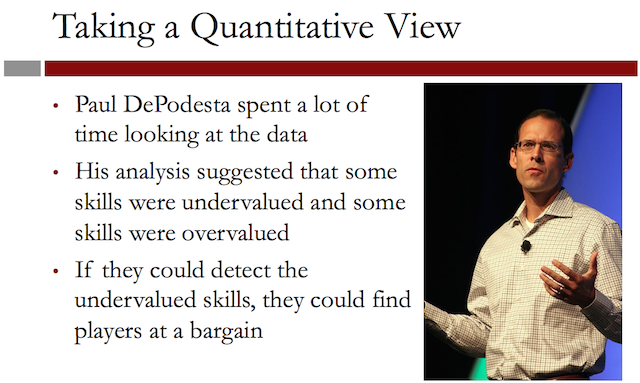 Taking a Quantitative View
• Paul DePodesta spent a lot of
time looking at the data
• His analysis suggested that some
skills were undervalued and some
skills were overvalued
• If they could detect the
undervalued skills, they could find
players at a bargain